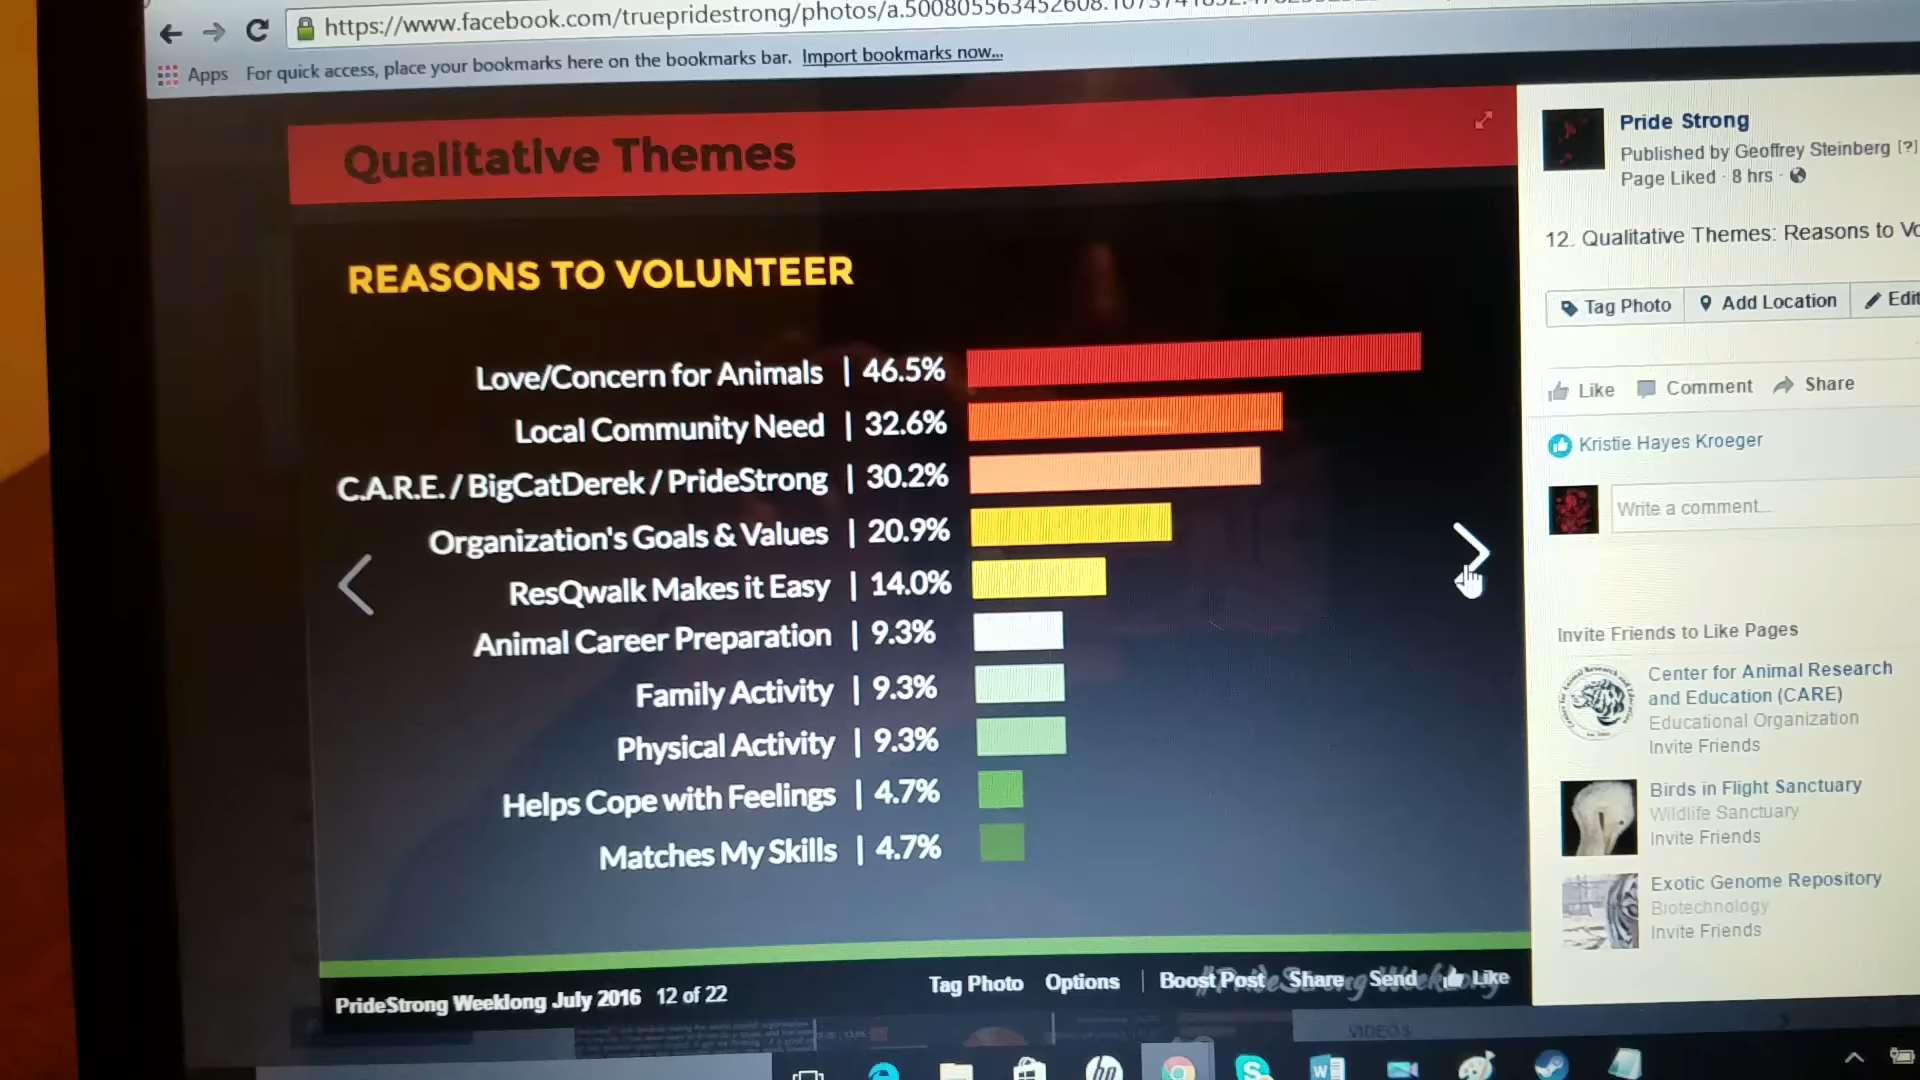 https://www.facebook.com/truepridestrong/photos/a.500805563452608.107374
Apps For quick access, place your bookmarks here on the bookmarks bar. Import bookmarks now...
Qualitative Themes
REASONS TO VOLUNTEER
Love/Concern for Animals | 46.5%
Local Community Need | 32.6%
C.A.R.E. / BigCatDerek / PrideStrong | 30.2%
Organization's Goals & Values | 20.9%
ResQwalk Makes it Easy | 14.0%
Animal Career Preparation | 9.3%
Family Activity | 9.3%
Physical Activity | 9.3%
Helps Cope with Feelings | 4.7%
Matches My Skills | 4.7%
PrideStrong Weeklong July 2016 12 of 22
Tag Photo Options Boost Post Share Send Like
#PrideStrongWeeklong
VIDEOS
Pride Strong
Published by Geoffrey Steinberg [?]
Page Liked · 8 hrs ·
12. Qualitative Themes: Reasons to Vo
Tag Photo Add Location Edit
Like Comment Share
Kristie Hayes Kroeger
Write a comment...
Invite Friends to Like Pages
Center for Animal Research
and Education (CARE)
Educational Organization
Invite Friends
Birds in Flight Sanctuary
Wildlife Sanctuary
Invite Friends
Exotic Genome Repository
Biotechnology
Invite Friends
hp
S
W